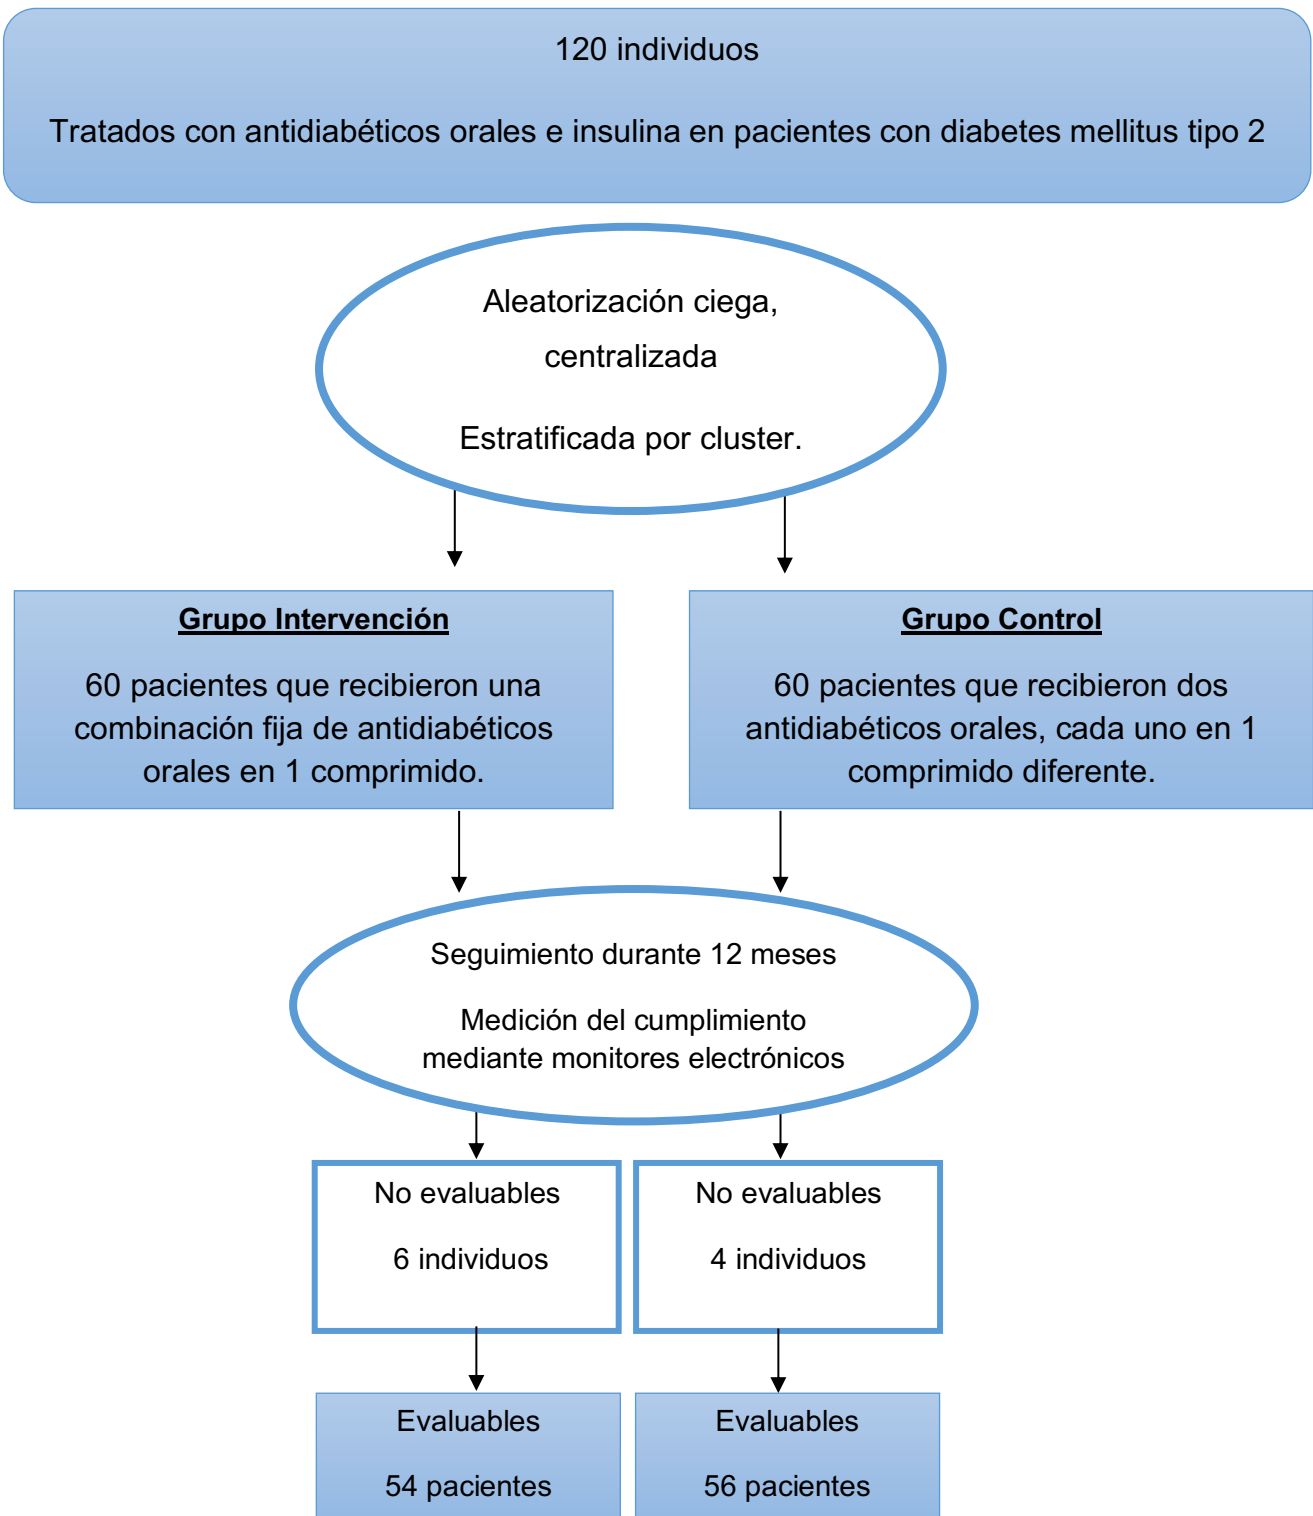 120 individuos
Tratados con antidiabéticos orales e insulina en pacientes con diabetes mellitus tipo 2
Aleatorización ciega,
centralizada
Estratificada por cluster.
Grupo Intervención
60 pacientes que recibieron una
combinación fija de antidiabéticos
orales en 1 comprimido.
Grupo Control
60 pacientes que recibieron dos
antidiabéticos orales, cada uno en 1
comprimido diferente.
Seguimiento durante 12 meses
Medición del cumplimiento
mediante monitores electrónicos
No evaluables
6 individuos
No evaluables
4 individuos
Evaluables
54 pacientes
Evaluables
56 pacientes